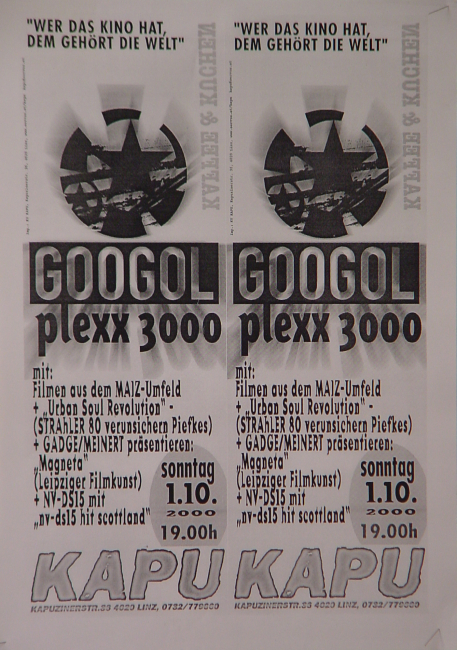 "WER DAS KINO HAT,
DEM GEHÖRT DIE WELT"
KAFFEE & KUCHEN
GOOGOL
plexx 3000
mit:
Filmen aus dem MAIZ-Umfeld
+ „Urban Soul Revolution" -
(STRAHLER 80 verunsichern Piefkes)
+ GADGE/MEINERT präsentieren:
„Magneta"
(Leipziger Filmkunst)
+ NV-DS15 mit
„nv-ds15 hit scottland"
sonntag
1.10.
2000
19.00h
KAPU
KAPUZINERSTR.36 4020 LINZ, 0732/779660
"WER DAS KINO HAT,
DEM GEHÖRT DIE WELT"
KAFFEE & KUCHEN
GOOGOL
plexx 3000
mit:
Filmen aus dem MAIZ-Umfeld
+ „Urban Soul Revolution" -
(STRAHLER 80 verunsichern Piefkes)
+ GADGE/MEINERT präsentieren:
„Magneta"
(Leipziger Filmkunst)
+ NV-DS15 mit
„nv-ds15 hit scottland"
sonntag
1.10.
2000
19.00h
KAPU
KAPUZINERSTR.36 4020 LINZ, 0732/779660